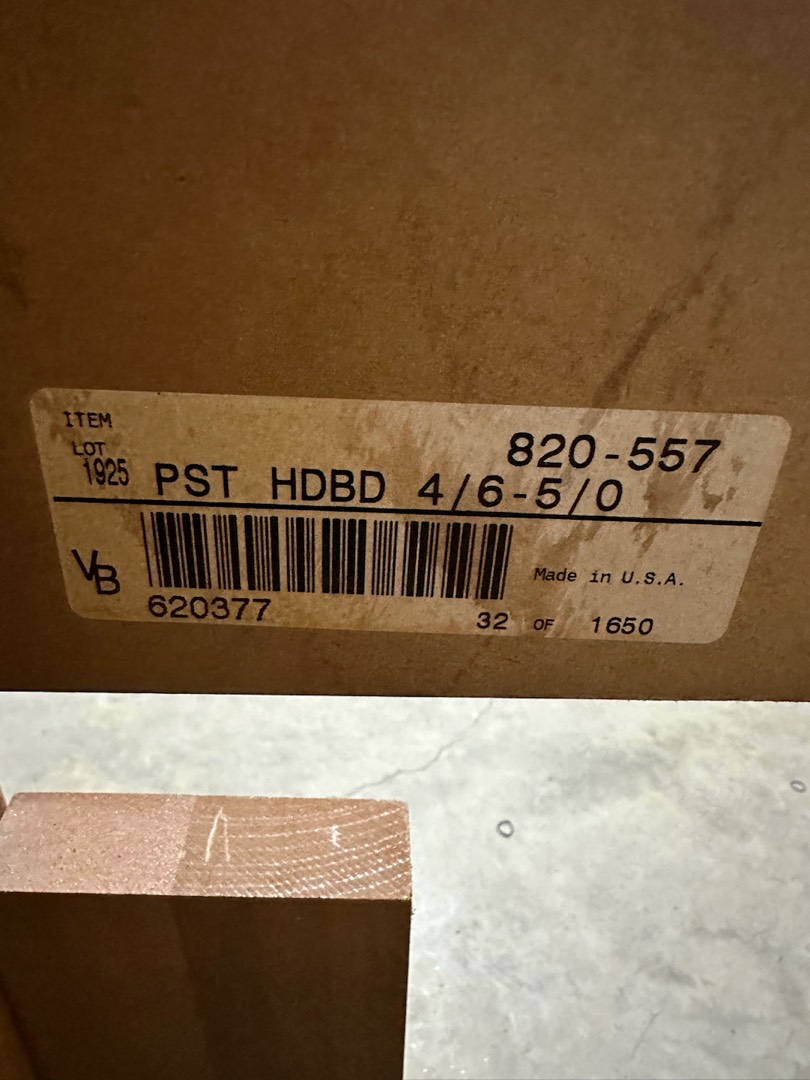 ITEM
820-557
LOT
1925 PST HDBD 4/6-5/0
VB
Made in U.S.A.
620377 32 OF 1650